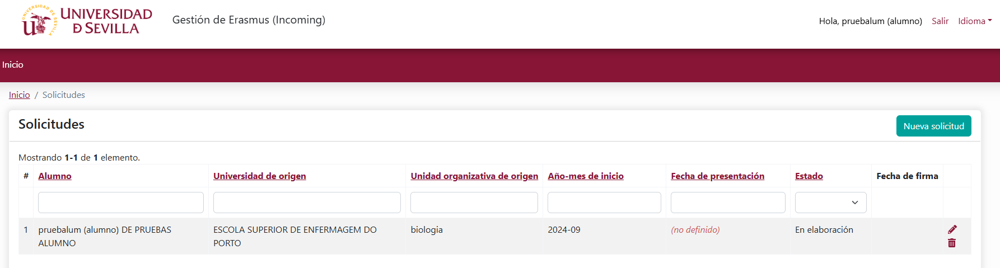 UNIVERSIDAD DE SEVILLA
UNIVERSIDAD
Ð SEVILLA
Gestión de Erasmus (Incoming)
Hola, pruebalum (alumno) Salir Idioma
Inicio
Inicio / Solicitudes
Solicitudes
Nueva solicitud
Mostrando 1-1 de 1 elemento.
# Alumno Universidad de origen Unidad organizativa de origen Año-mes de inicio Fecha de presentación Estado Fecha de firma
1 pruebalum (alumno) DE PRUEBAS ESCOLA SUPERIOR DE ENFERMAGEM DO biologia 2024-09 (no definido) En elaboración
ALUMNO PORTO